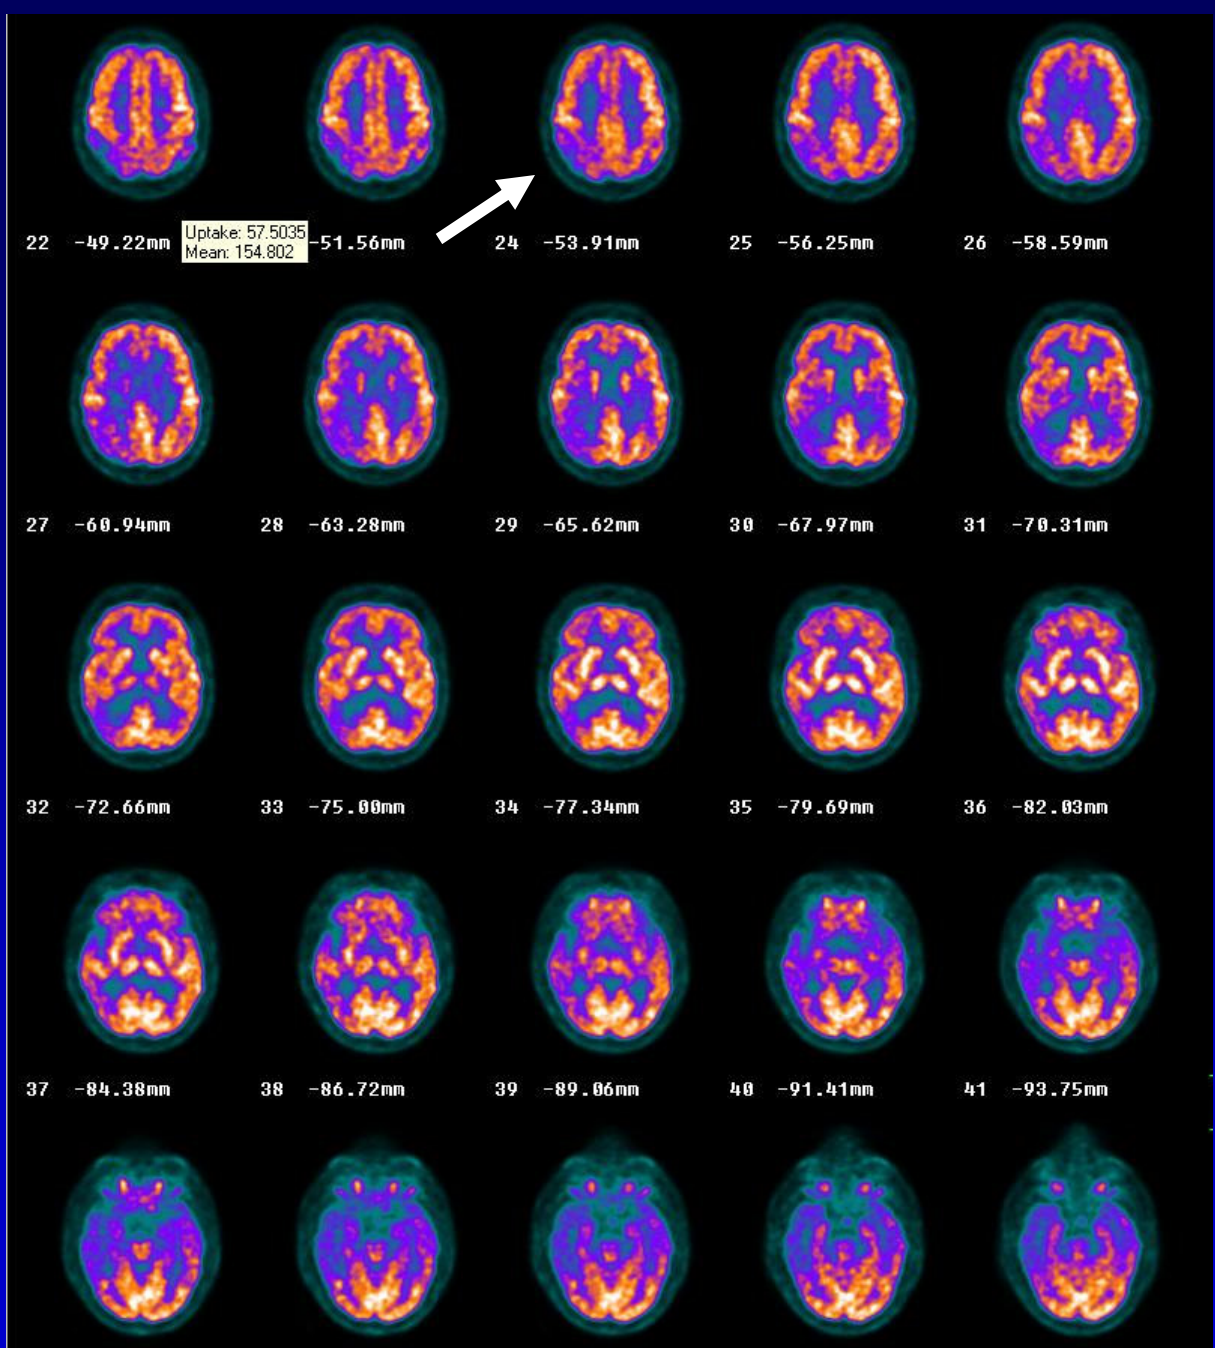 22 -49.22mm
Uptake: 57.5035
Mean: 154.802
-51.56mm
24 -53.91mm
25 -56.25mm
26 -58.59mm
27 -60.94mm
28 -63.28mm
29 -65.62mm
30 -67.97mm
31 -70.31mm
32 -72.66mm
33 -75.00mm
34 -77.34mm
35 -79.69mm
36 -82.03mm
37 -84.38mm
38 -86.72mm
39 -89.06mm
40 -91.41mm
41 -93.75mm